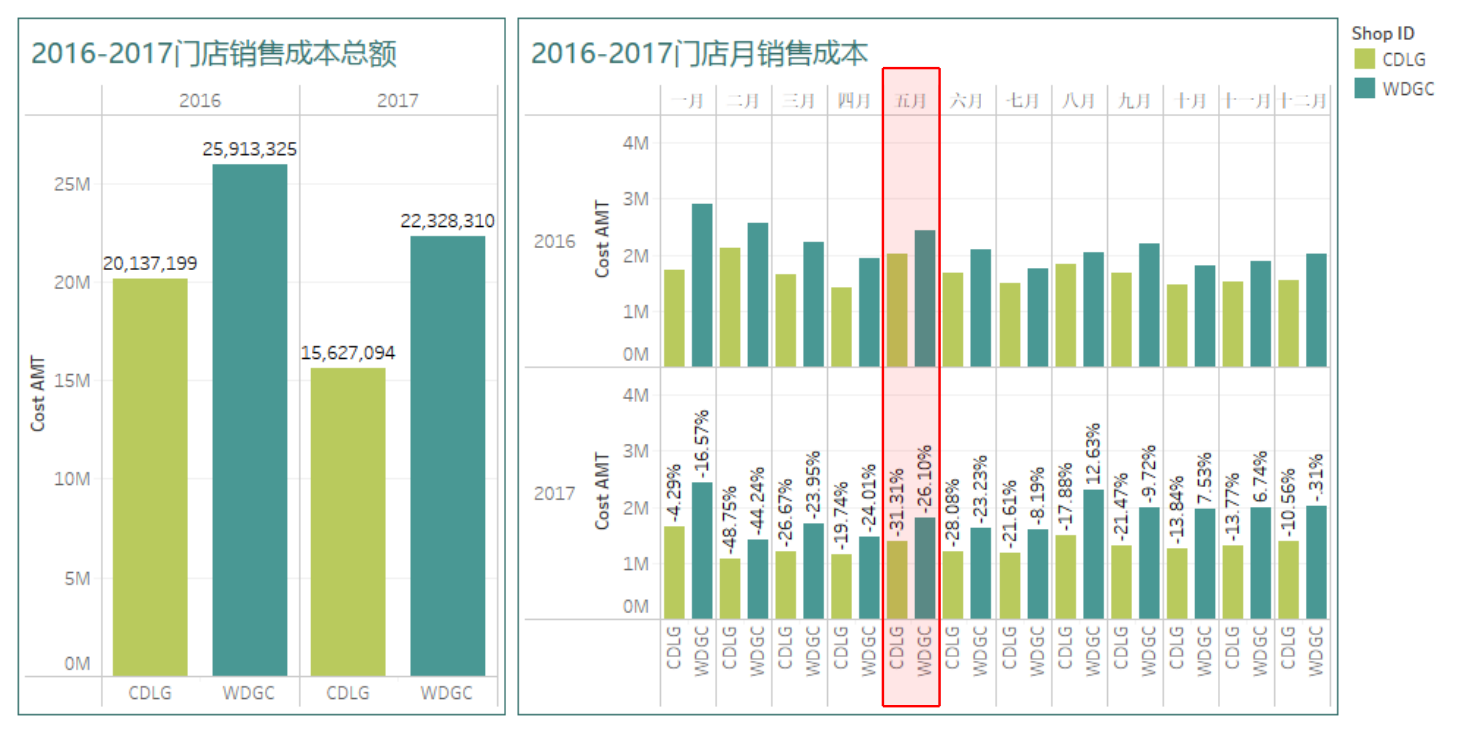 2016-2017门店销售成本总额
2016 2017
Cost AMT
25M
20M
15M
10M
5M
0M
20,137,199
25,913,325
15,627,094
22,328,310
CDLG WDGC CDLG WDGC
2016-2017门店月销售成本
一月 二月 三月 四月 五月 六月 七月 八月 九月 十月 十一月 十二月
2016
Cost AMT
4M
3M
2M
1M
0M
2017
Cost AMT
4M
3M
2M
1M
0M
-4.29% -16.57% -48.75% -44.24% -26.67% -23.95% -19.74% -24.01% -31.31% -26.10% -28.08% -23.23% -21.61% -8.19% -17.88% 12.63% -21.47% -9.72% -13.84% 7.53% -13.77% 6.74% -10.56% -.31%
CDLG WDGC CDLG WDGC CDLG WDGC CDLG WDGC CDLG WDGC CDLG WDGC CDLG WDGC CDLG WDGC CDLG WDGC CDLG WDGC CDLG WDGC CDLG WDGC
Shop ID
CDLG
WDGC